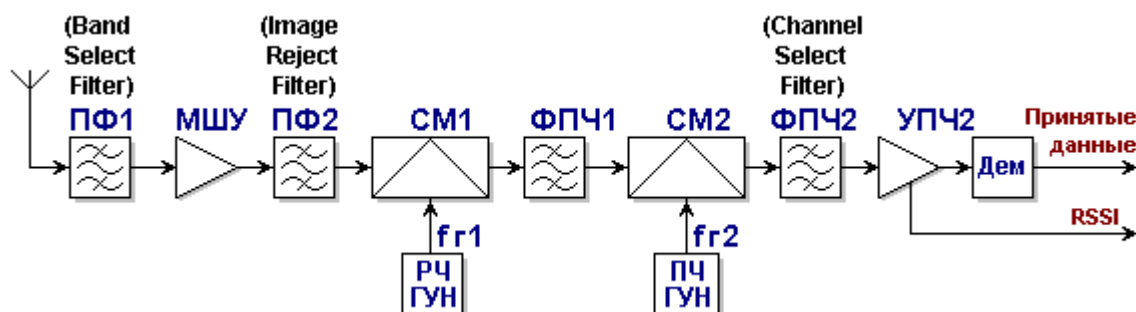 (Band
Select
Filter)
(Image
Reject
Filter)
(Channel
Select
Filter)
ПФ1
МШУ
ПФ2
СМ1
ФПЧ1
СМ2
ФПЧ2
УПЧ2
Принятые
данные
Дем
RSSI
fr1
fr2
РЧ
ГУН
ПЧ
ГУН